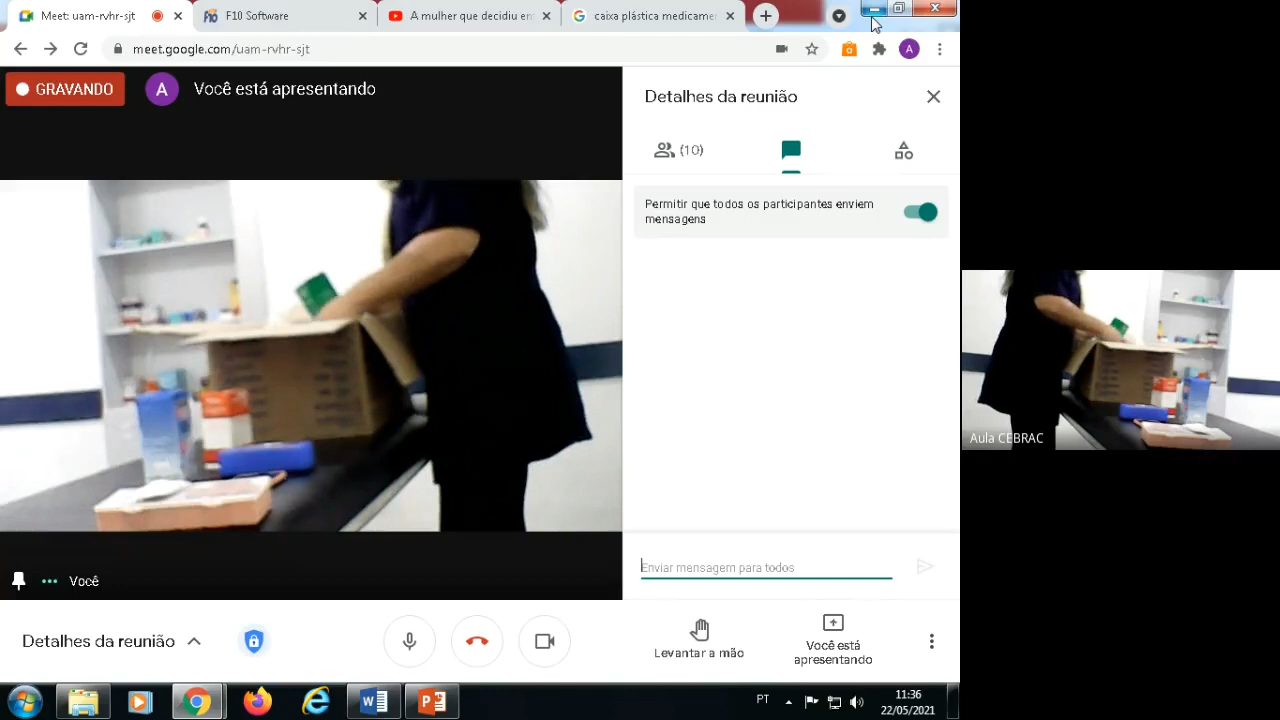 Meet: uam-rvhr-sjt
F10 Software
A mulher que decidiu en
caixa plástica medicamen
meet.google.com/uam-rvhr-sjt
A
GRAVANDO
A
Você está apresentando
Detalhes da reunião
(10)
Permitir que todos os participantes enviem
mensagens
Aula CEBRAC
Enviar mensagem para todos
Você
Detalhes da reunião
Levantar a mão
Você está
apresentando
PT
11:36
22/05/2021